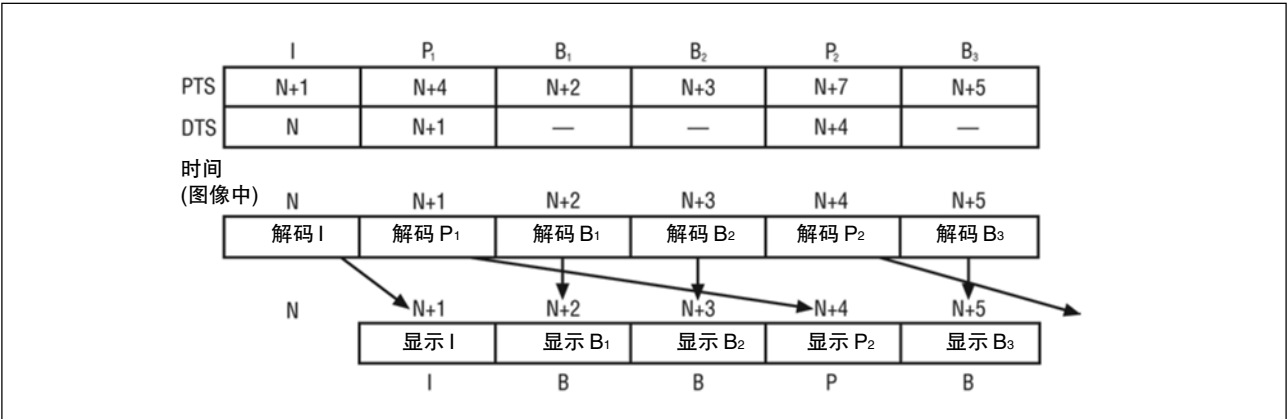 I P₁ B₁ B₂ P₂ B₃
PTS N+1 N+4 N+2 N+3 N+7 N+5
DTS N N+1 — — N+4 —
时间
(图像中) N N+1 N+2 N+3 N+4 N+5
解码 I 解码 P₁ 解码 B₁ 解码 B₂ 解码 P₂ 解码 B₃
N N+1 N+2 N+3 N+4 N+5
显示 I 显示 B₁ 显示 B₂ 显示 P₂ 显示 B₃
I B B P B